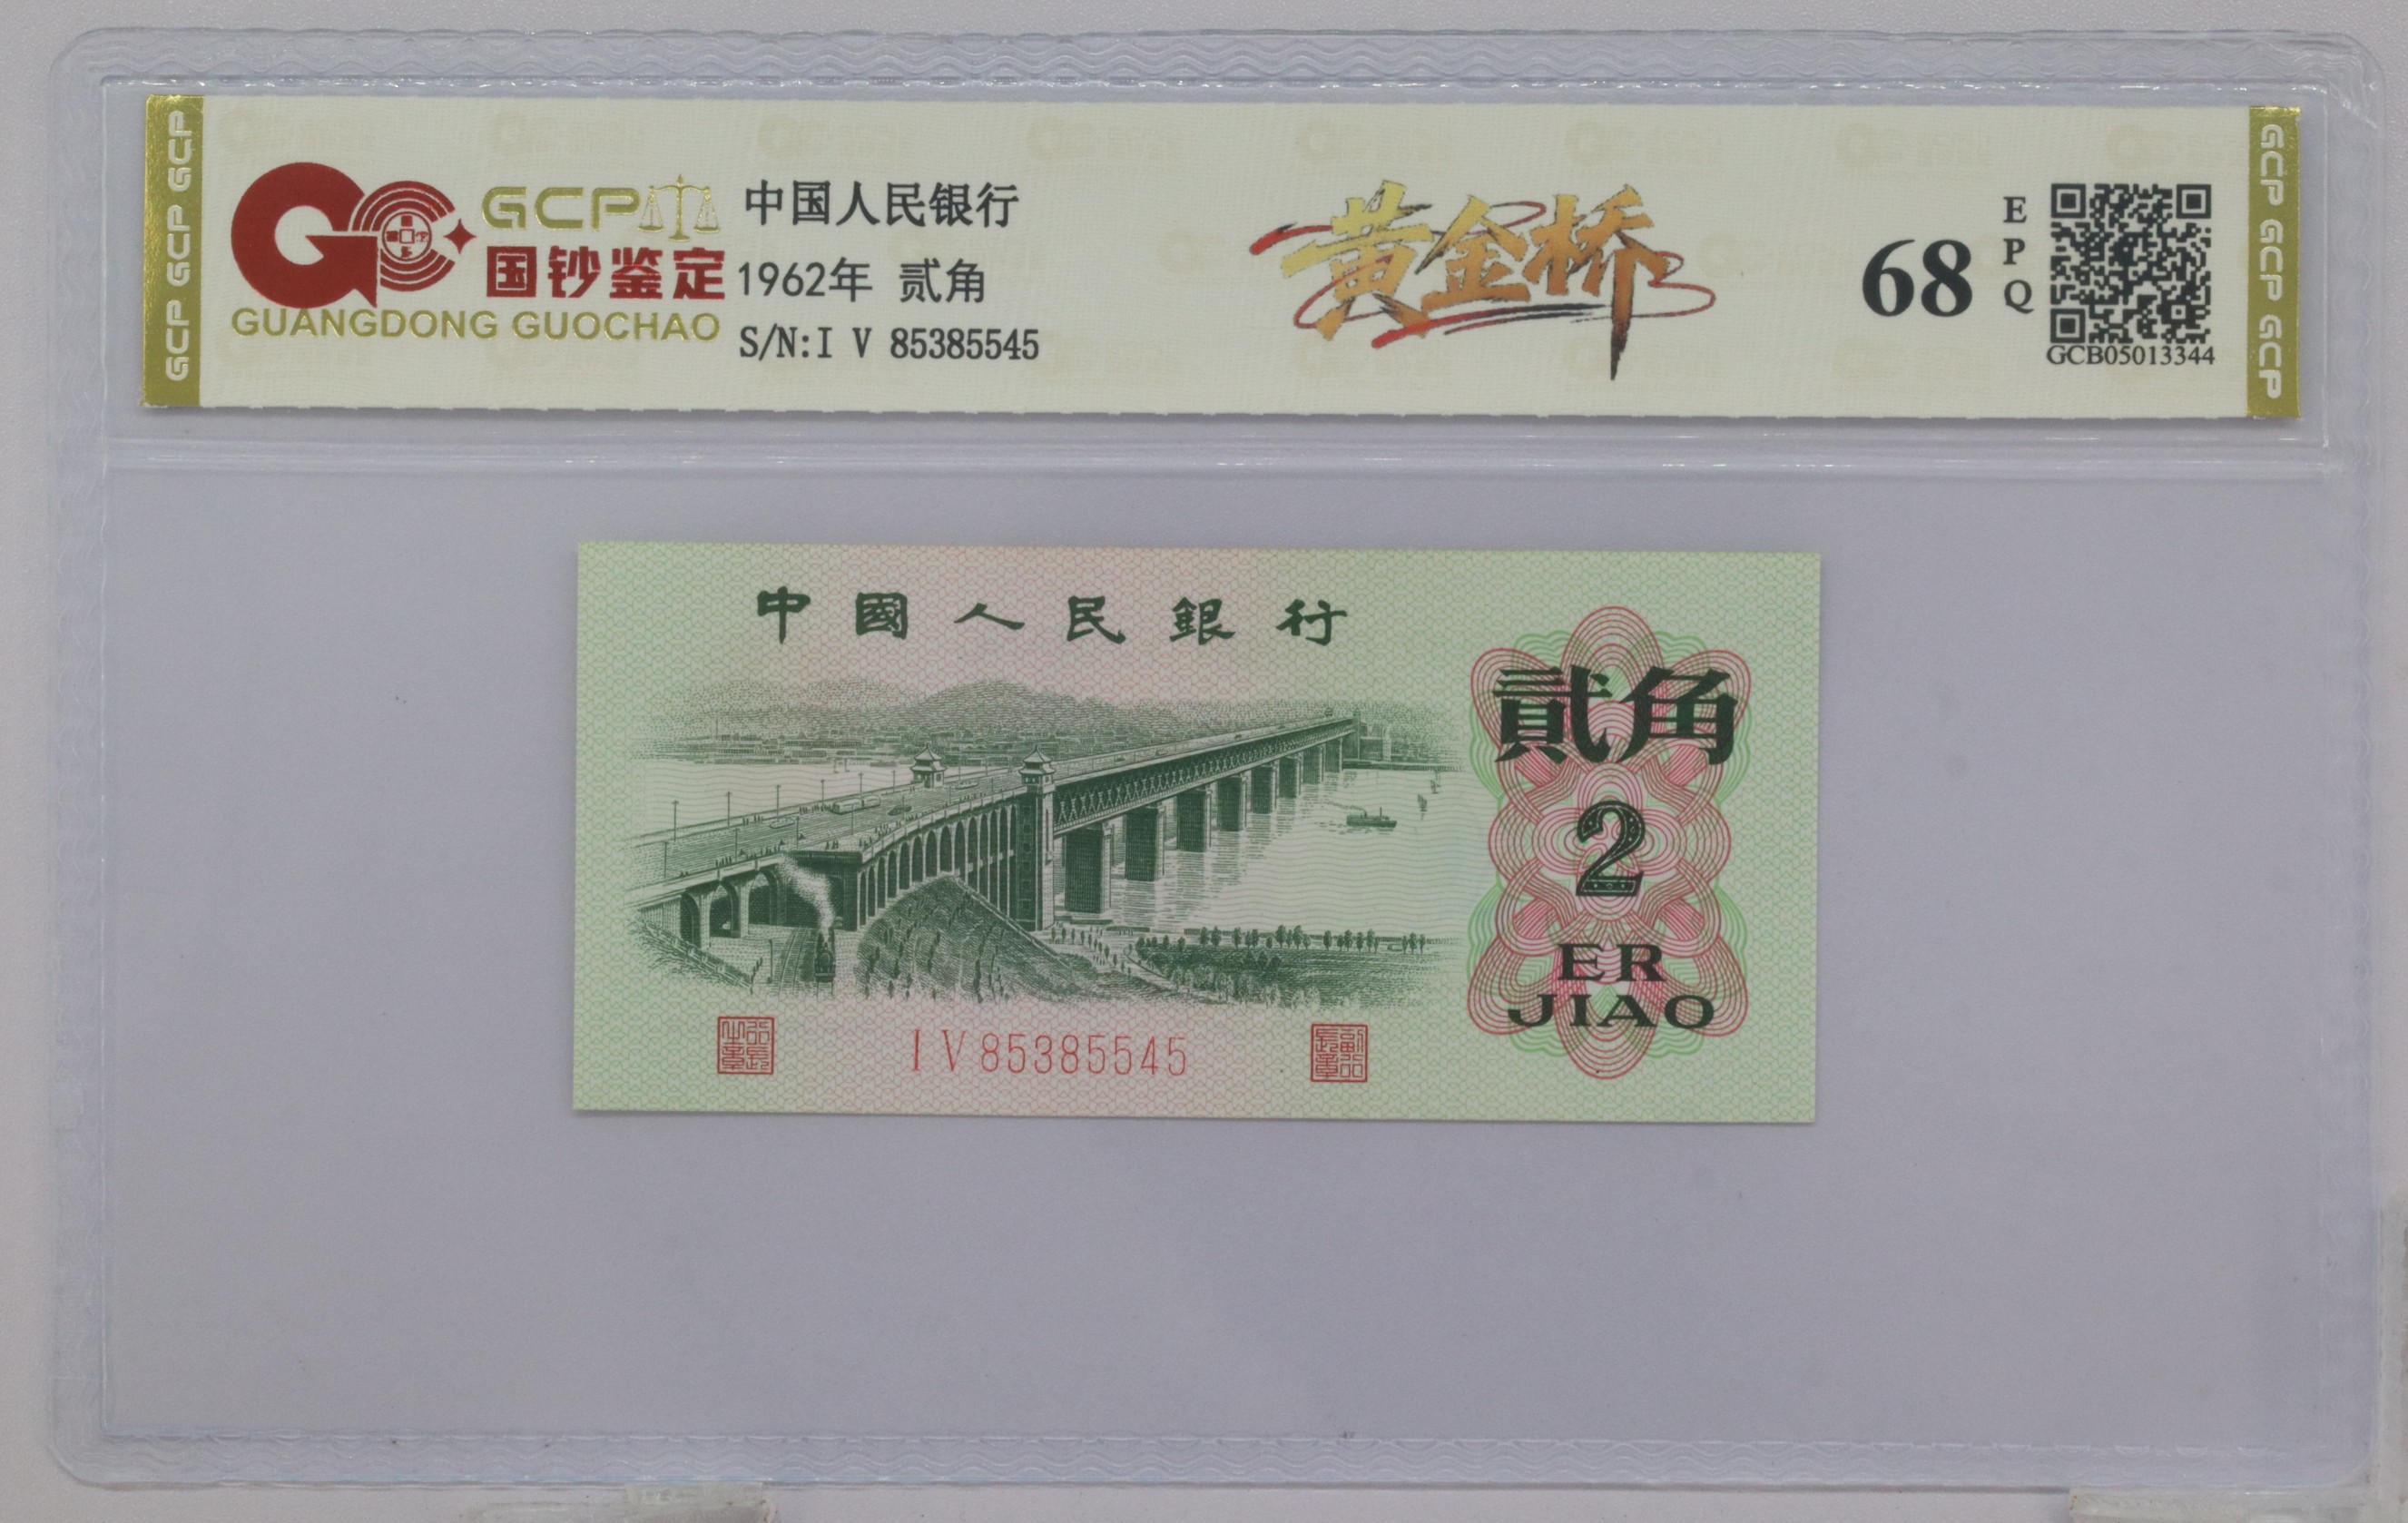 GCP GCP GCP
GCP
国钞鉴定
GUANGDONG GUOCHAO
中国人民银行
1962年 贰角
S/N:I V 85385545
黄金桥
68
EPQ
GCB05013344
GCP GCP GCP
中國人民銀行
貳角
2
ER
JIAO
I V 85385545